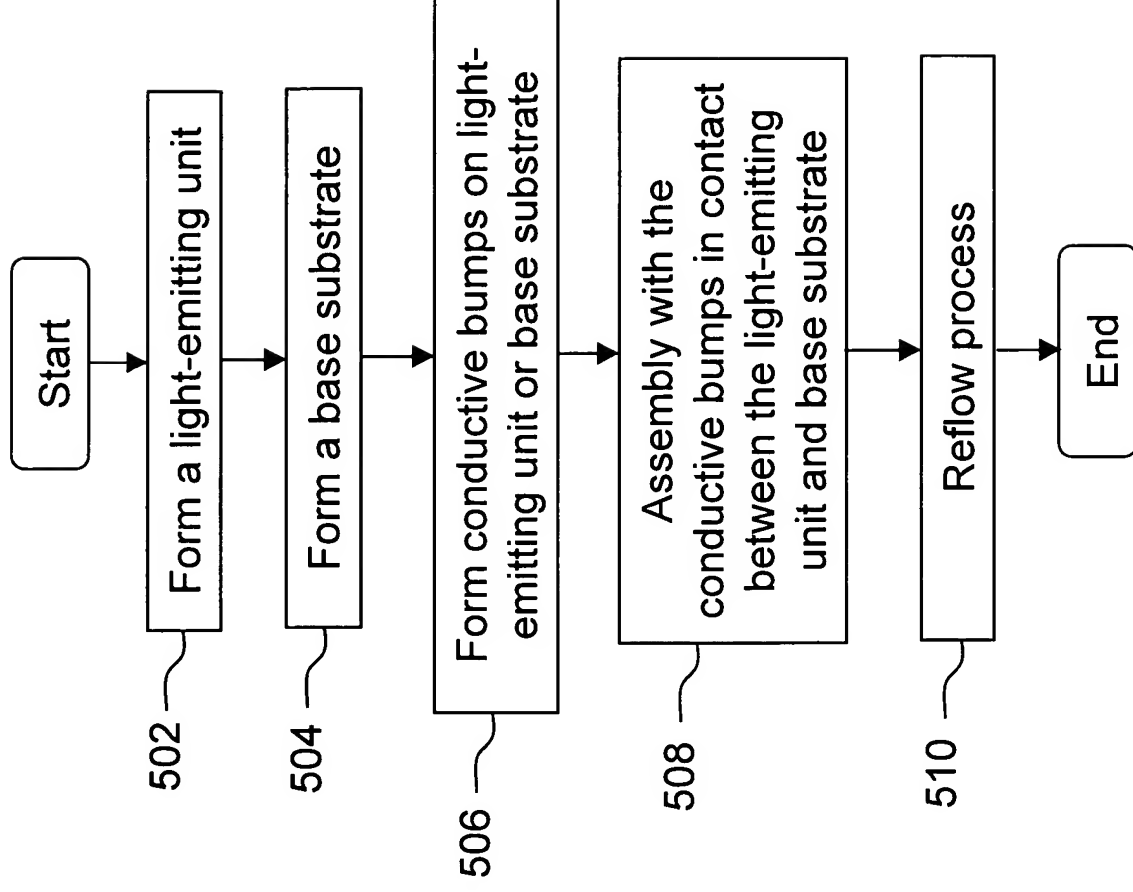 Start
502
Form a light-emitting unit
504
Form a base substrate
506
Form conductive bumps on light-
emitting unit or base substrate
508
Assembly with the
conductive bumps in contact
between the light-emitting
unit and base substrate
510
Reflow process
End